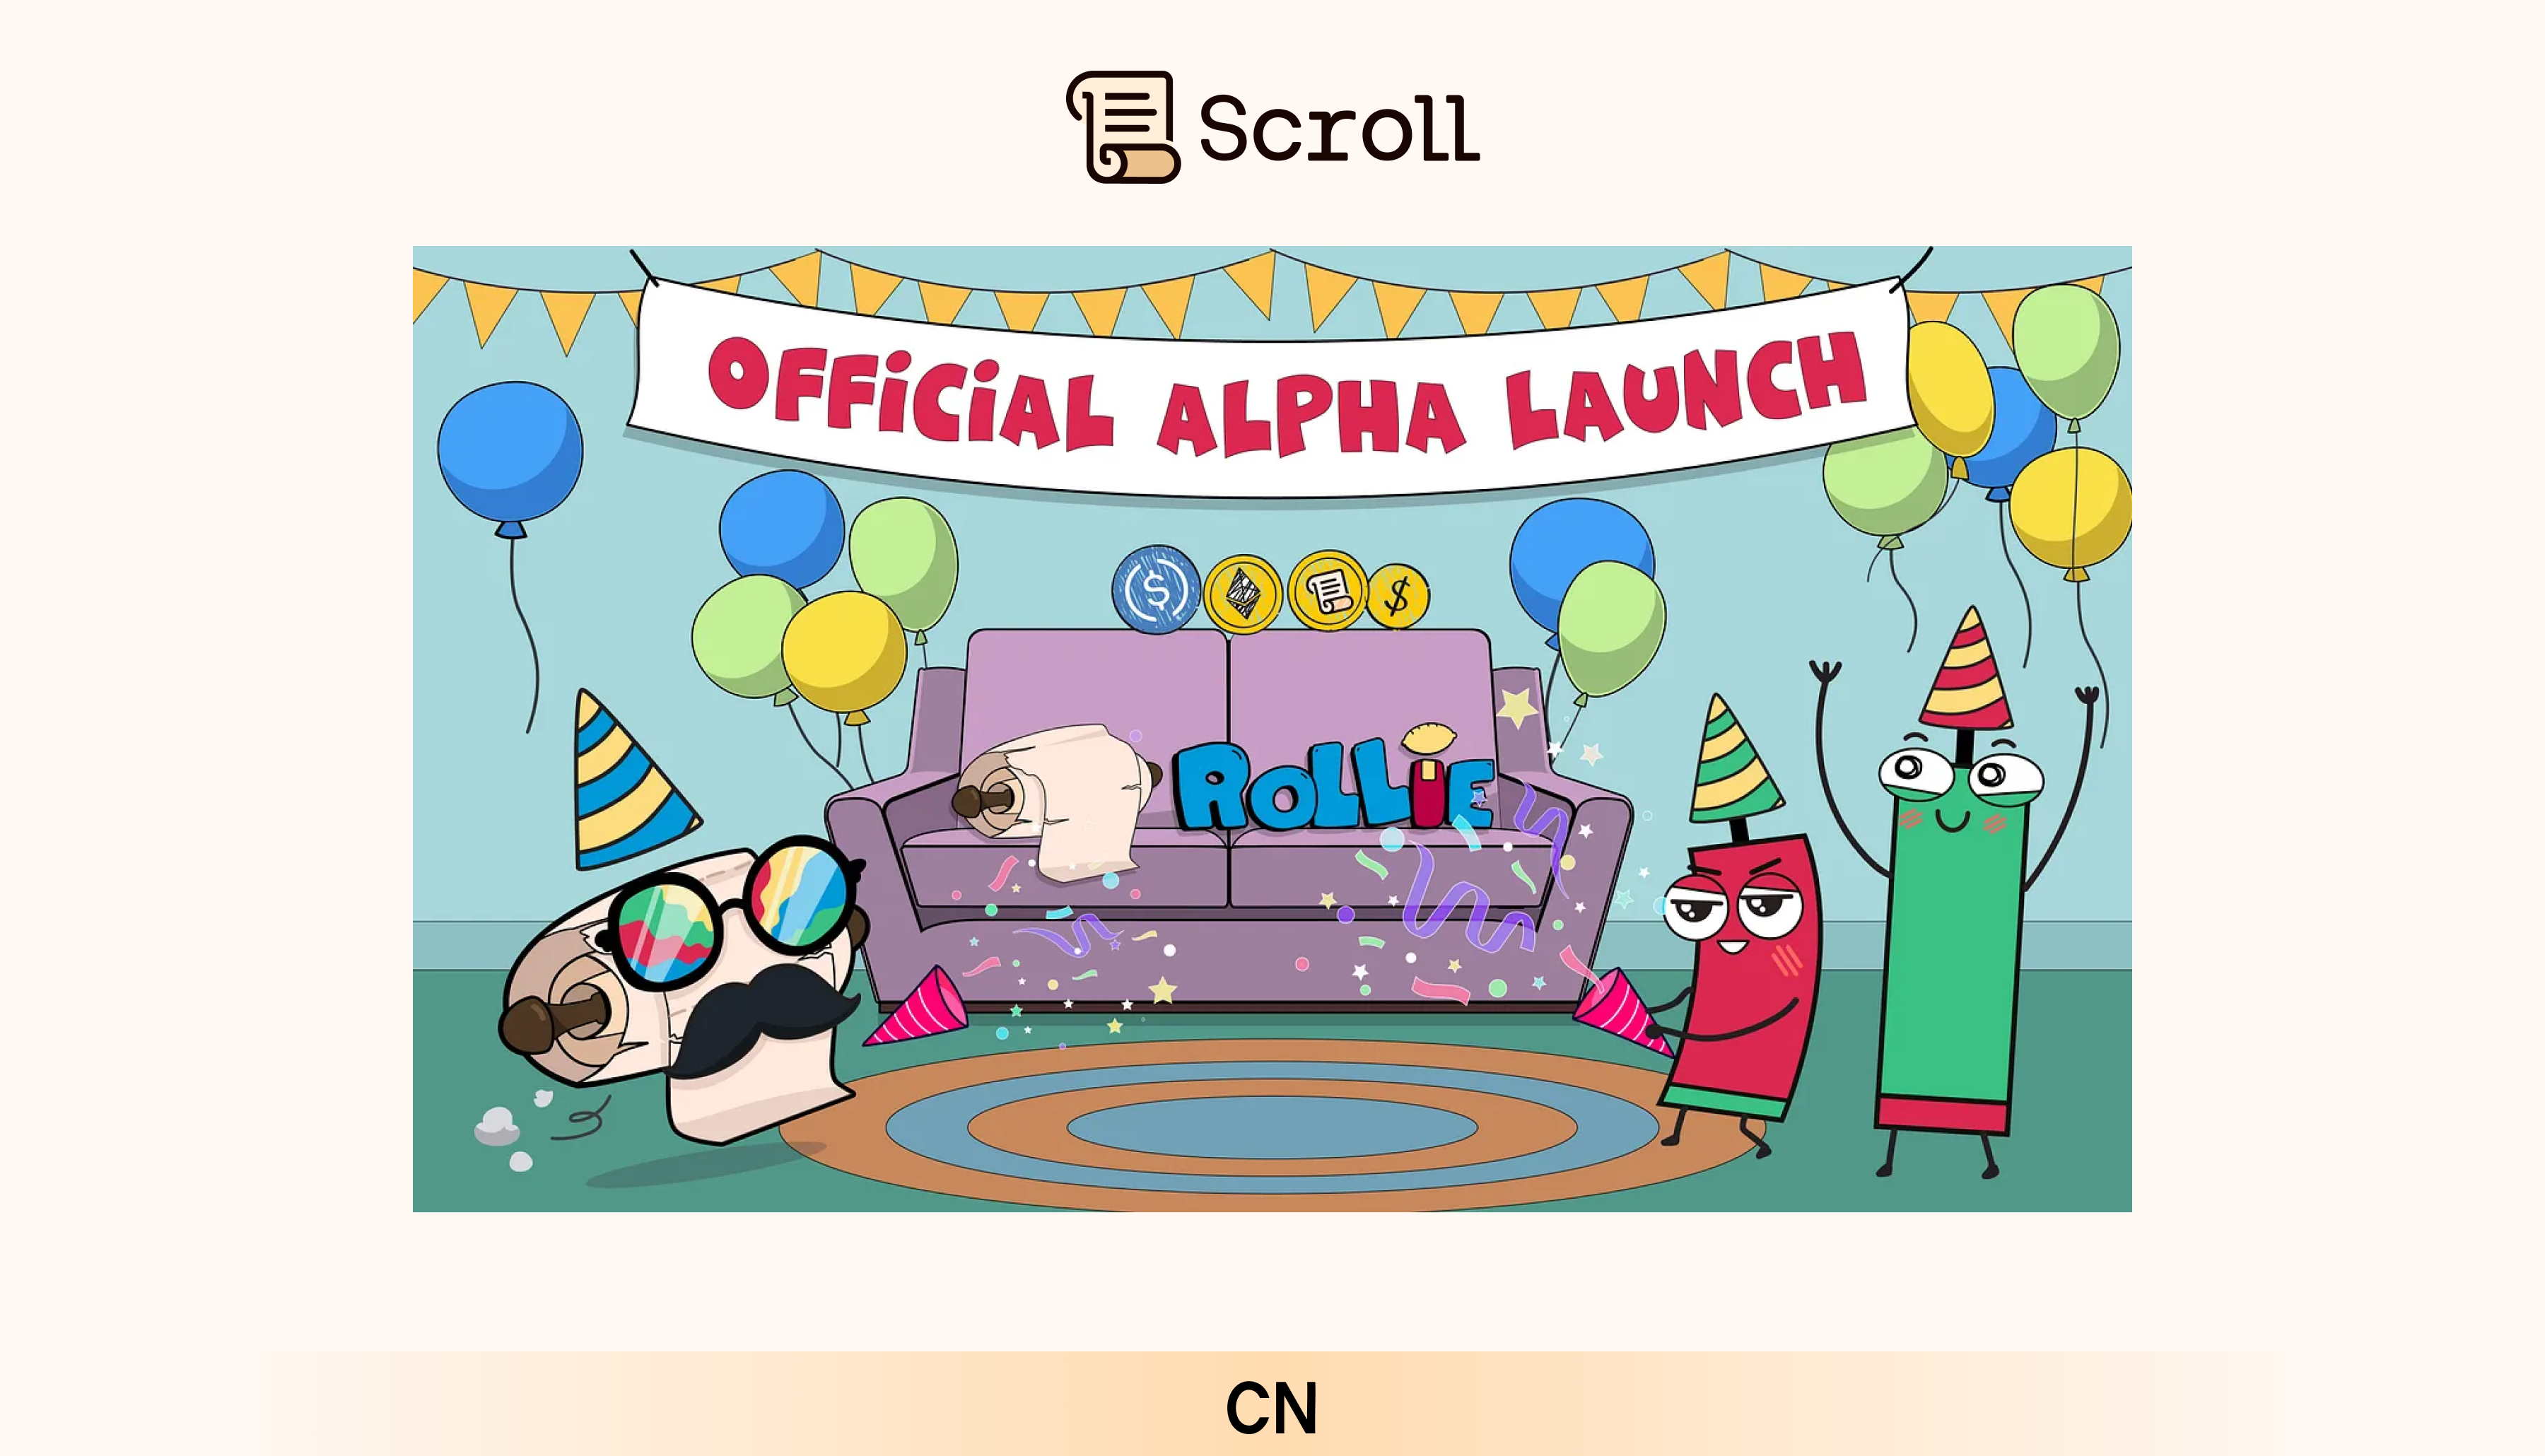 Scroll
OFFiCiAL ALPHA LAUNCH
$ $
ROLLiE
CN